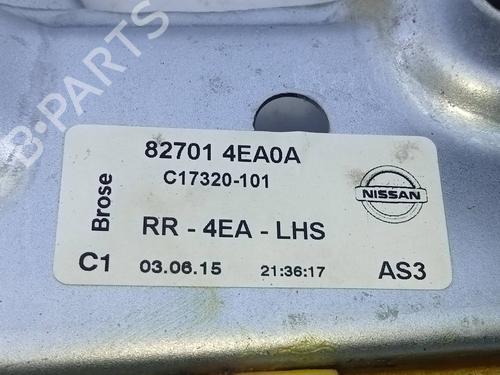 B-PARTS
82701 4EA0A
C17320-101
Brose
NISSAN
RR - 4EA - LHS
C1 03.06.15 21:36:17 AS3